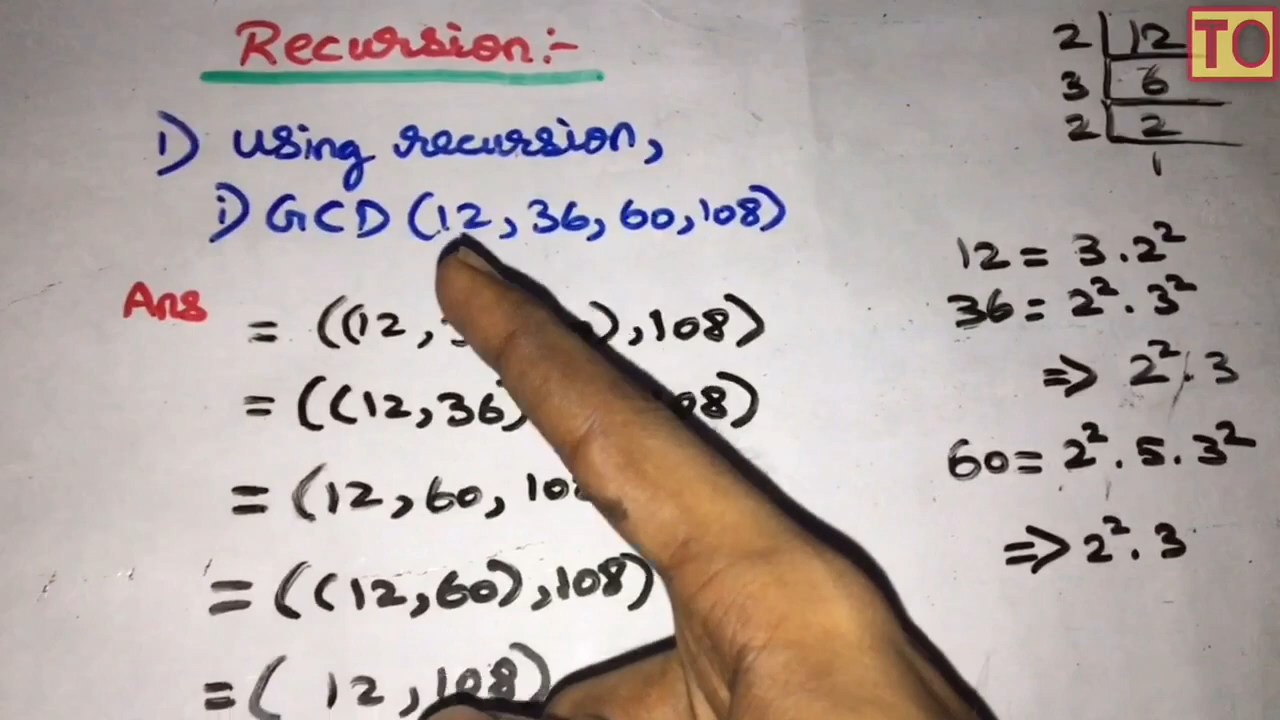 Recursion:-
1) using recursion,
i) GCD (12, 36, 60, 108)
Ans
= ((12, ), 108)
= ((12, 36) 08)
= (12, 60, 10
= ((12, 60), 108)
= ( 12, 108)
TO
2 12
3 6
2 2
1
12 = 3 . 2²
36 = 2² . 3²
=> 2² . 3
60 = 2² . 5 . 3²
=> 2² . 3